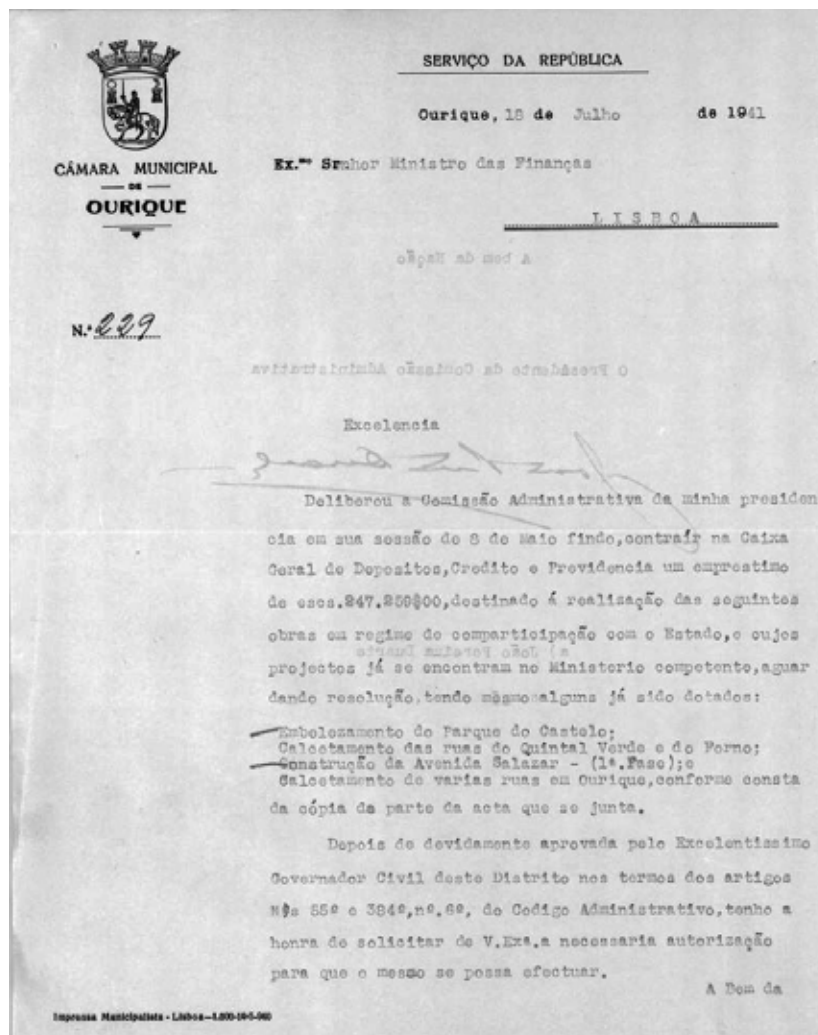 SERVIÇO DA REPÚBLICA
Ourique, 18 de Julho de 1941
CÂMARA MUNICIPAL
DE
OURIQUE
Ex.mo Srnhor Ministro das Finanças
LISBOA
A bem da Nação
N.º 229
O Presidente da Comissão Administrativa
Excelencia
Deliberou a Comissão Administrativa da minha presiden
cia em sua sessão de 8 de Maio findo,contraír na Caixa
Geral de Depositos,Credito e Previdencia um emprestimo
de escs.247.259$00,destinado á realização das seguintes
obras em regime de comparticipação com o Estado,e cujos
a) João Pereira Duarte
projectos já se encontram no Ministerio competente,aguar
dando resolução,tendo mesmo alguns já sido dotados:
Embelezamento do Parque do Castelo;
Calcetamento das ruas do Quintal Verde e do Forno;
Construção da Avenida Salazar - (1ª.Fase);e
Calcetamento de varias ruas em Ourique,conforme consta
da cópia da parte da acta que se junta.
Depois de devidamente aprovada pelo Excelentissimo
Governador Civil deste Distrito nos termos dos artigos
55º e 384º,nº.6º, do Codigo Administrativo,tenho a
honra de solicitar de V.Exª.a necessaria autorização
para que o mesmo se possa efectuar.
A Bem da
Imprensa Municipalista - Lisboa